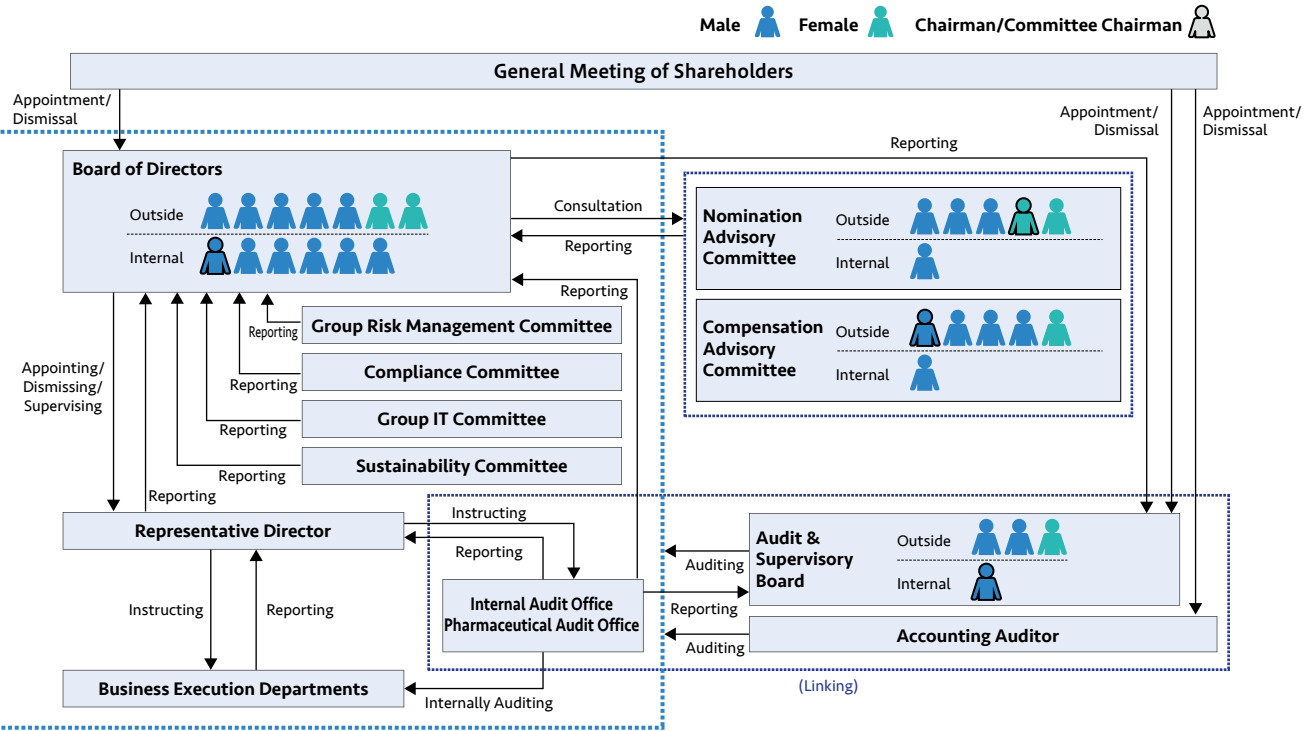 Male
Female
Chairman/Committee Chairman
General Meeting of Shareholders
Appointment/
Dismissal
Appointment/
Dismissal
Appointment/
Dismissal
Reporting
Board of Directors
Outside
Internal
Consultation
Reporting
Reporting
Nomination
Advisory
Committee
Outside
Internal
Compensation
Advisory
Committee
Outside
Internal
Reporting
Group Risk Management Committee
Reporting
Compliance Committee
Reporting
Group IT Committee
Reporting
Sustainability Committee
Appointing/
Dismissing/
Supervising
Reporting
Representative Director
Instructing
Reporting
Instructing
Reporting
Internal Audit Office
Pharmaceutical Audit Office
Auditing
Reporting
Auditing
Audit &
Supervisory
Board
Outside
Internal
Accounting Auditor
Business Execution Departments
Internally Auditing
(Linking)